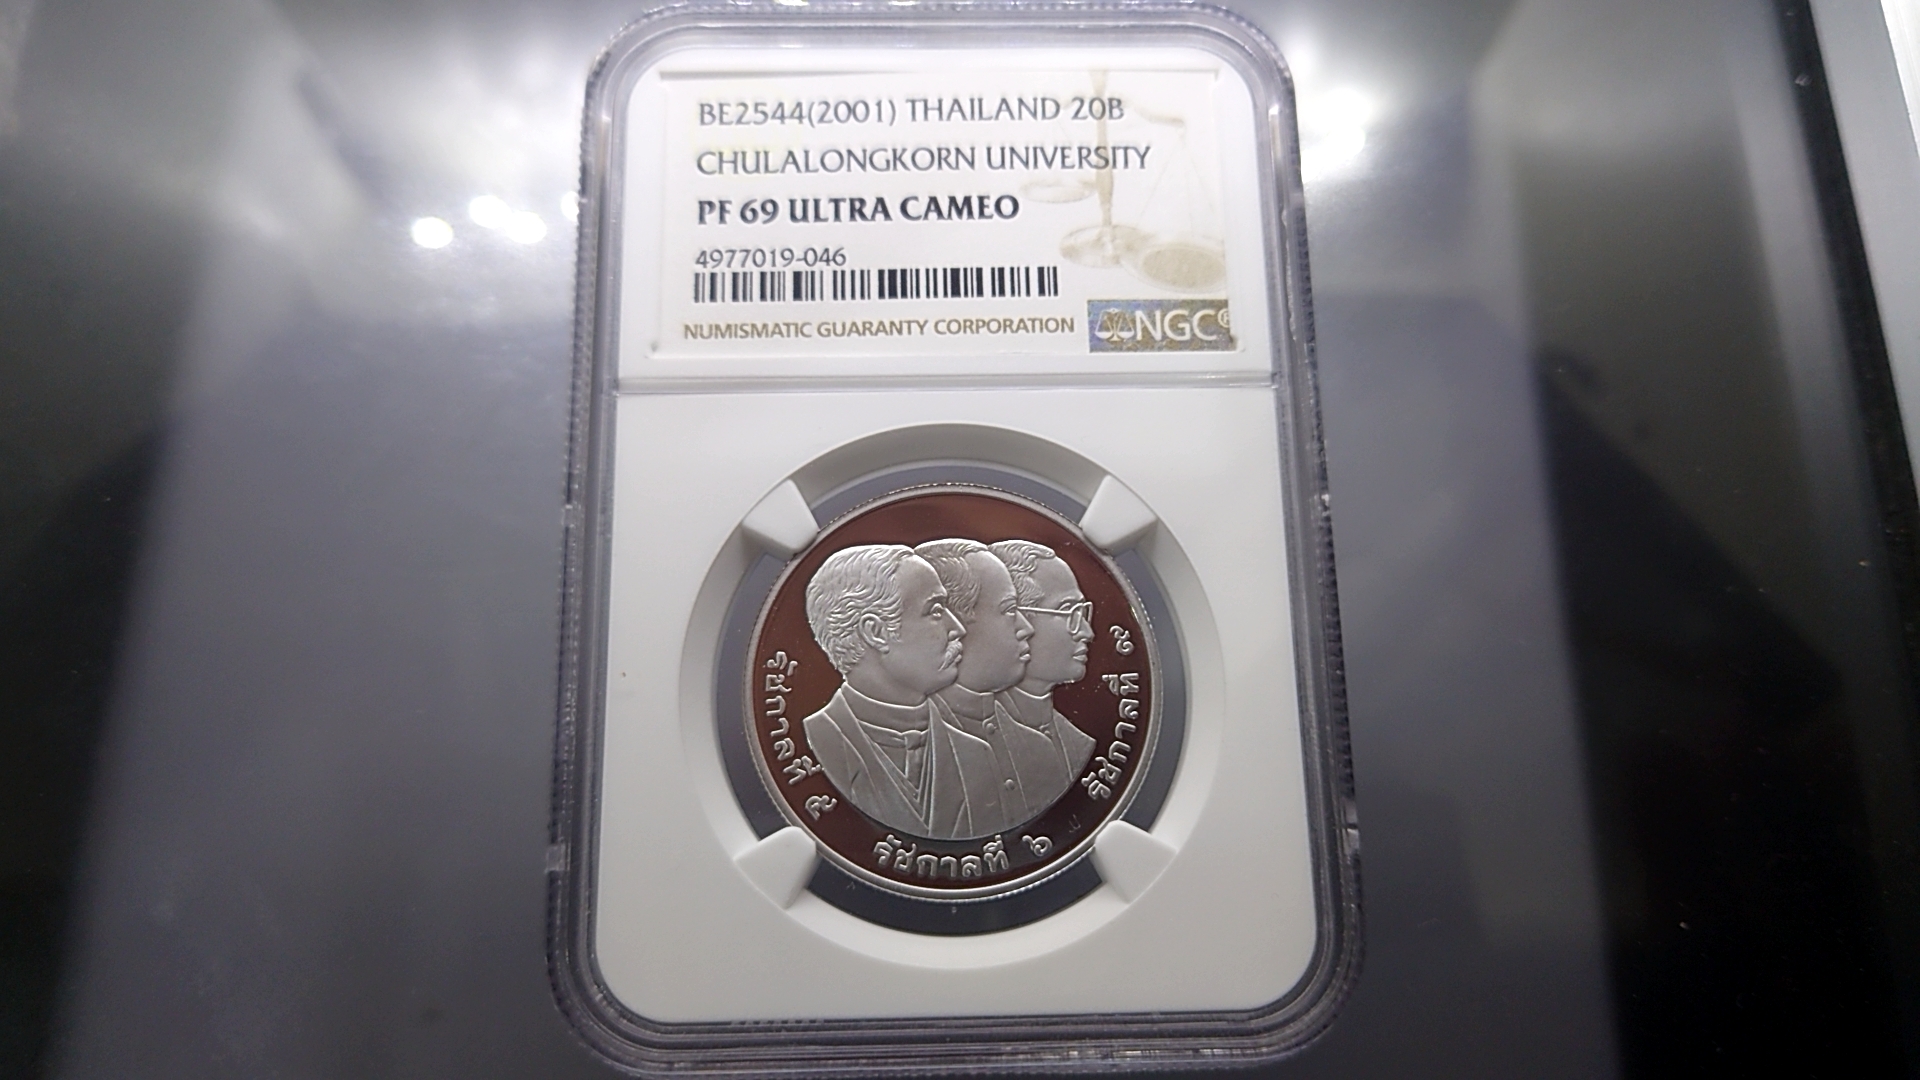 BE2544(2001) THAILAND 20B
CHULALONGKORN UNIVERSITY
PF 69 ULTRA CAMEO
4977019-046
NUMISMATIC GUARANTY CORPORATION
NGC®
รัชกาลที่ ๕
รัชกาลที่ ๖
รัชกาลที่ ๙